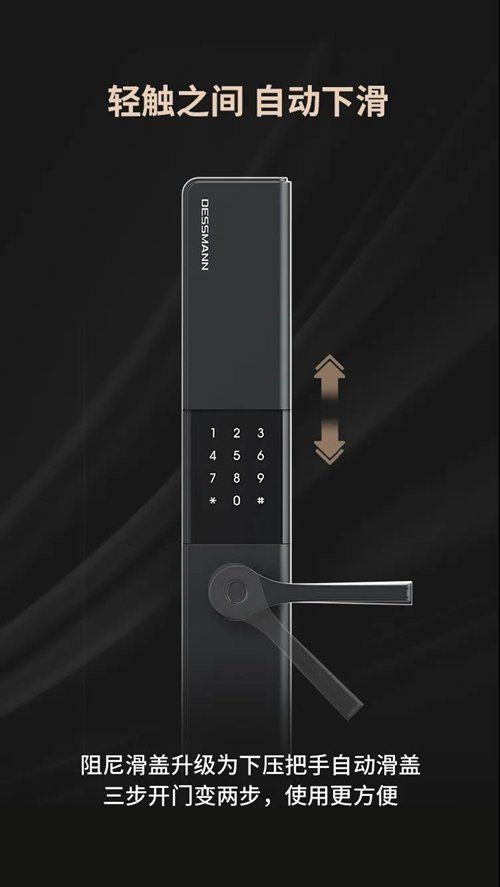 轻触之间 自动下滑
DESSMANN
1 2 3
4 5 6
7 8 9
* 0 #
阻尼滑盖升级为下压把手自动滑盖
三步开门变两步，使用更方便